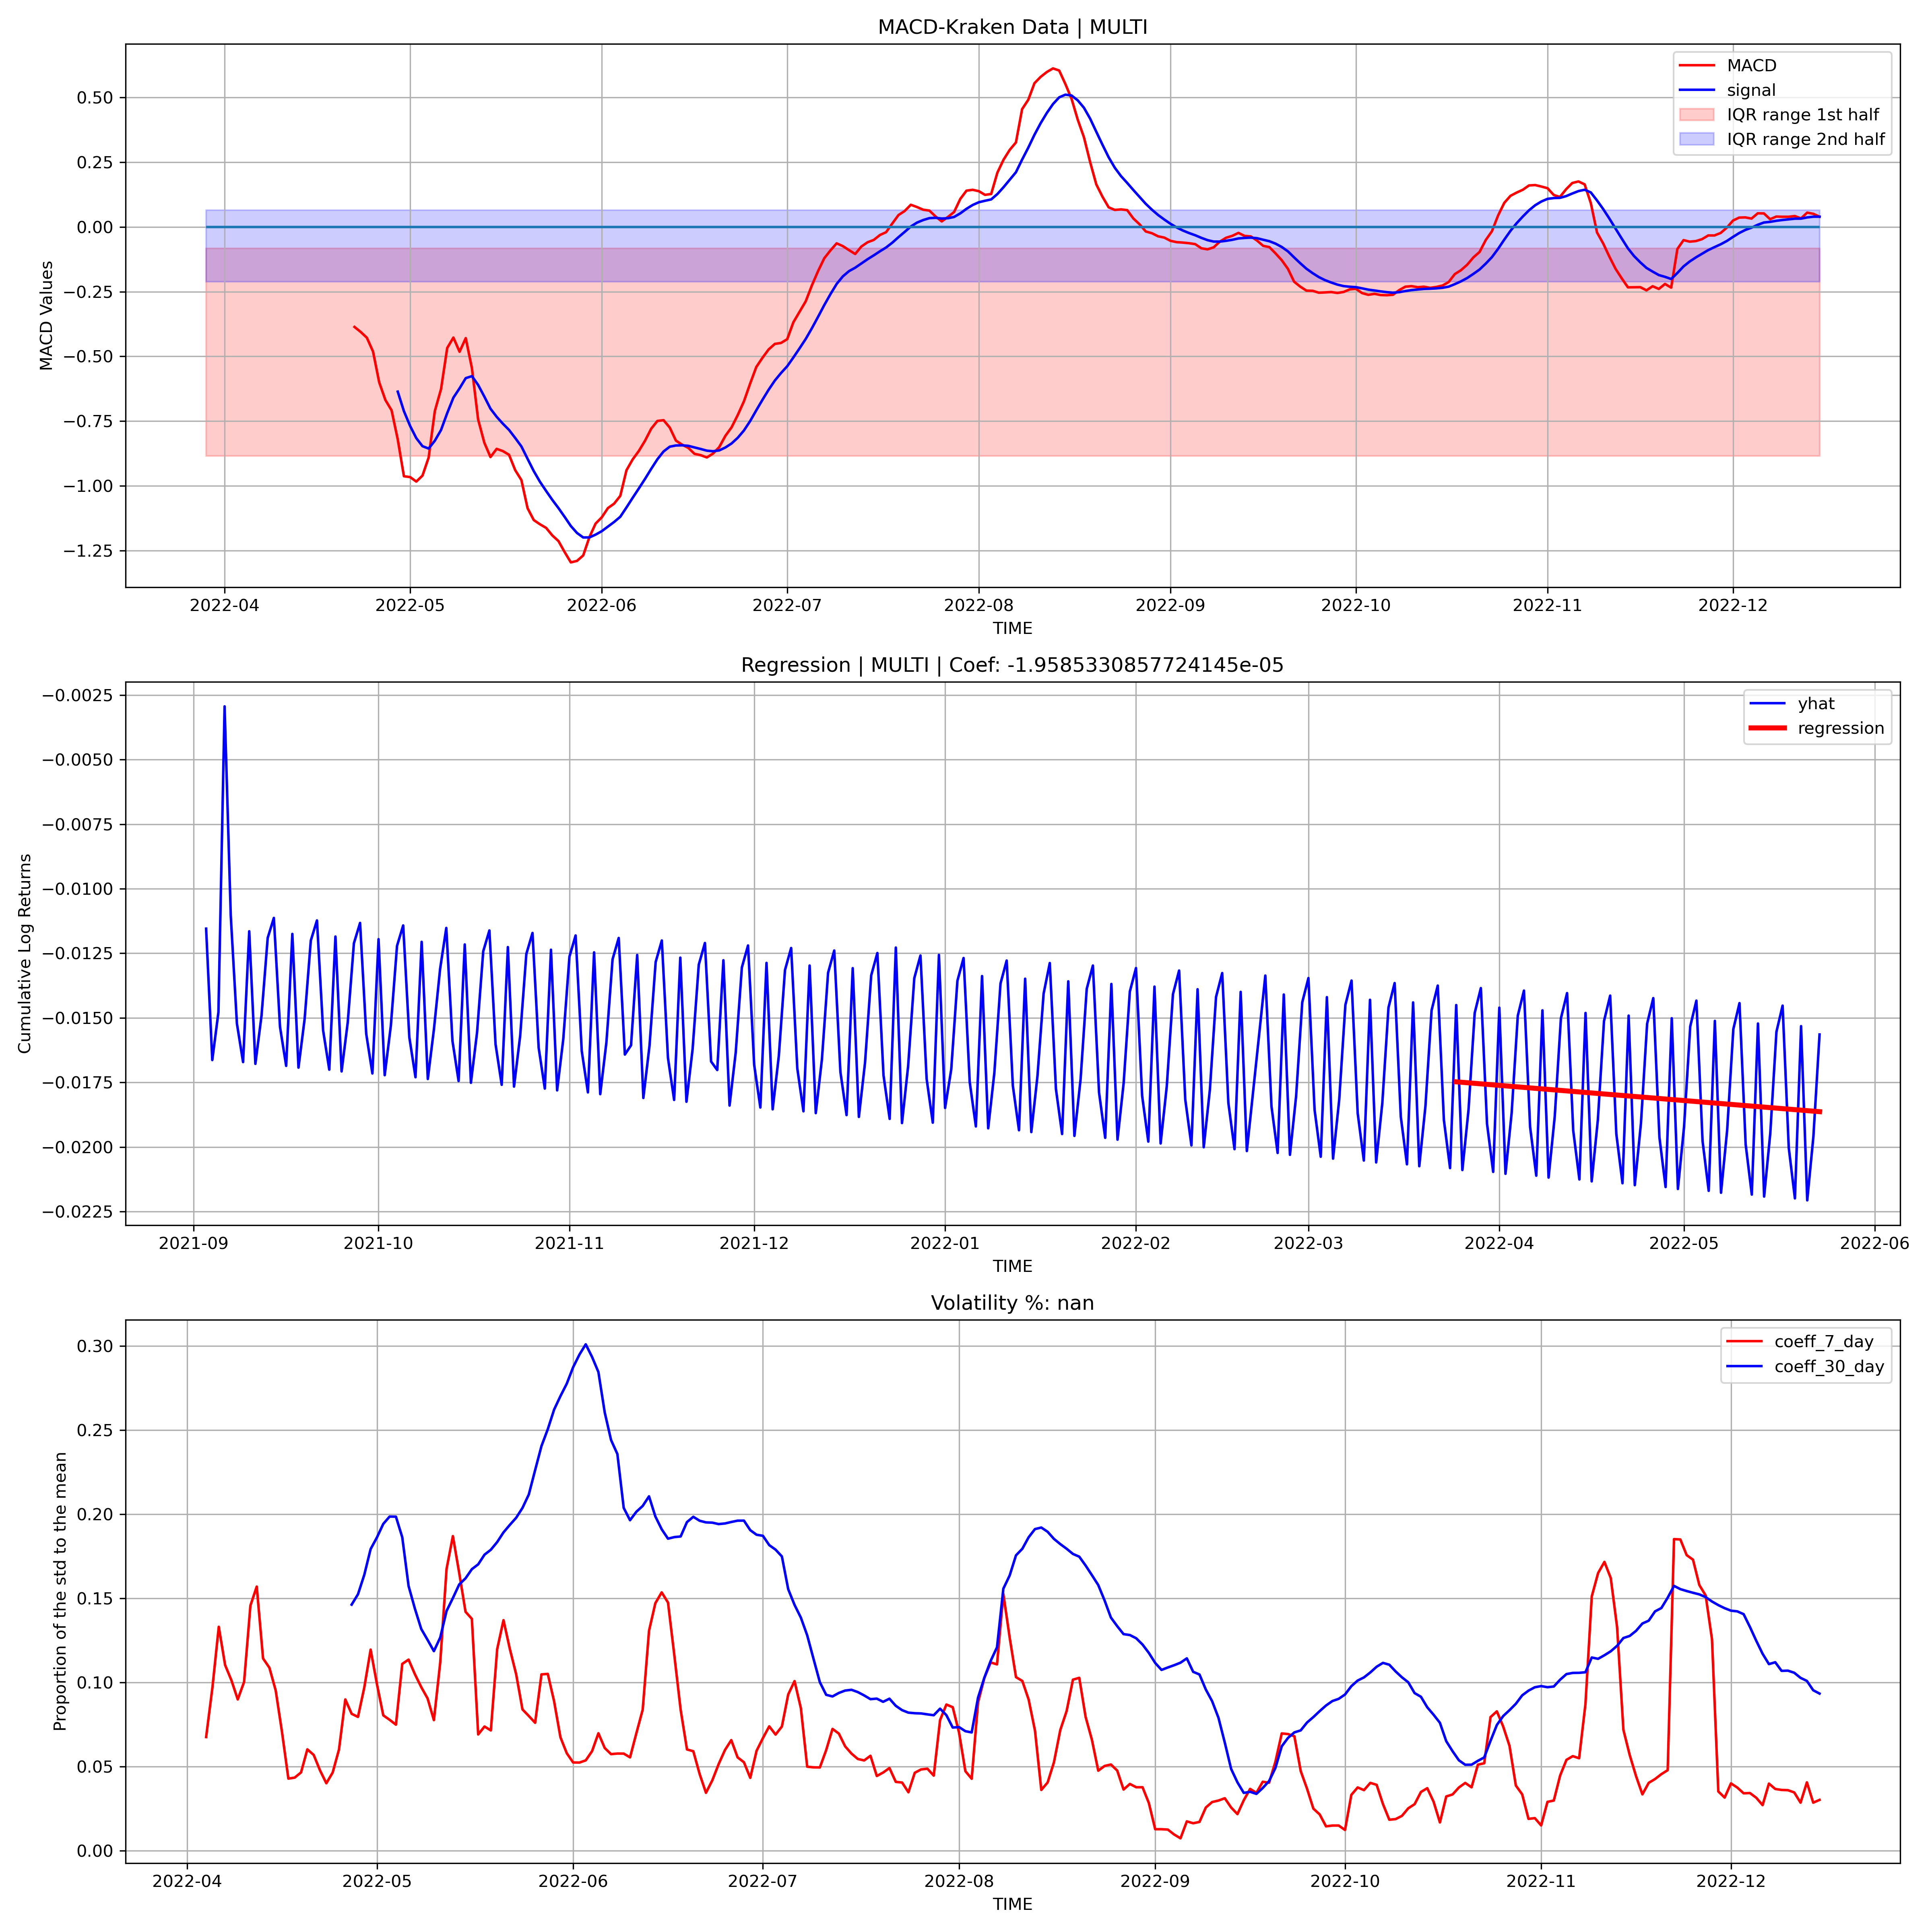 MACD-Kraken Data | MULTI
MACD
signal
IQR range 1st half
IQR range 2nd half
0.50
0.25
0.00
−0.25
−0.50
−0.75
−1.00
−1.25
MACD Values
2022-04 2022-05 2022-06 2022-07 2022-08 2022-09 2022-10 2022-11 2022-12
TIME
Regression | MULTI | Coef: -1.9585330857724145e-05
yhat
regression
−0.0025
−0.0050
−0.0075
−0.0100
−0.0125
−0.0150
−0.0175
−0.0200
−0.0225
Cumulative Log Returns
2021-09 2021-10 2021-11 2021-12 2022-01 2022-02 2022-03 2022-04 2022-05 2022-06
TIME
Volatility %: nan
coeff_7_day
coeff_30_day
0.30
0.25
0.20
0.15
0.10
0.05
0.00
Proportion of the std to the mean
2022-04 2022-05 2022-06 2022-07 2022-08 2022-09 2022-10 2022-11 2022-12
TIME